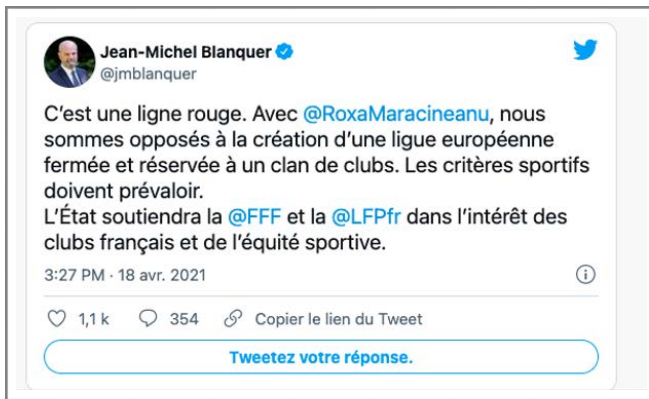 Jean-Michel Blanquer
@jmblanquer
C’est une ligne rouge. Avec @RoxaMaracineanu, nous
sommes opposés à la création d’une ligue européenne
fermée et réservée à un clan de clubs. Les critères sportifs
doivent prévaloir.
L’État soutiendra la @FFF et la @LFPfr dans l’intérêt des
clubs français et de l’équité sportive.
3:27 PM · 18 avr. 2021
1,1 k 354 Copier le lien du Tweet
Tweetez votre réponse.